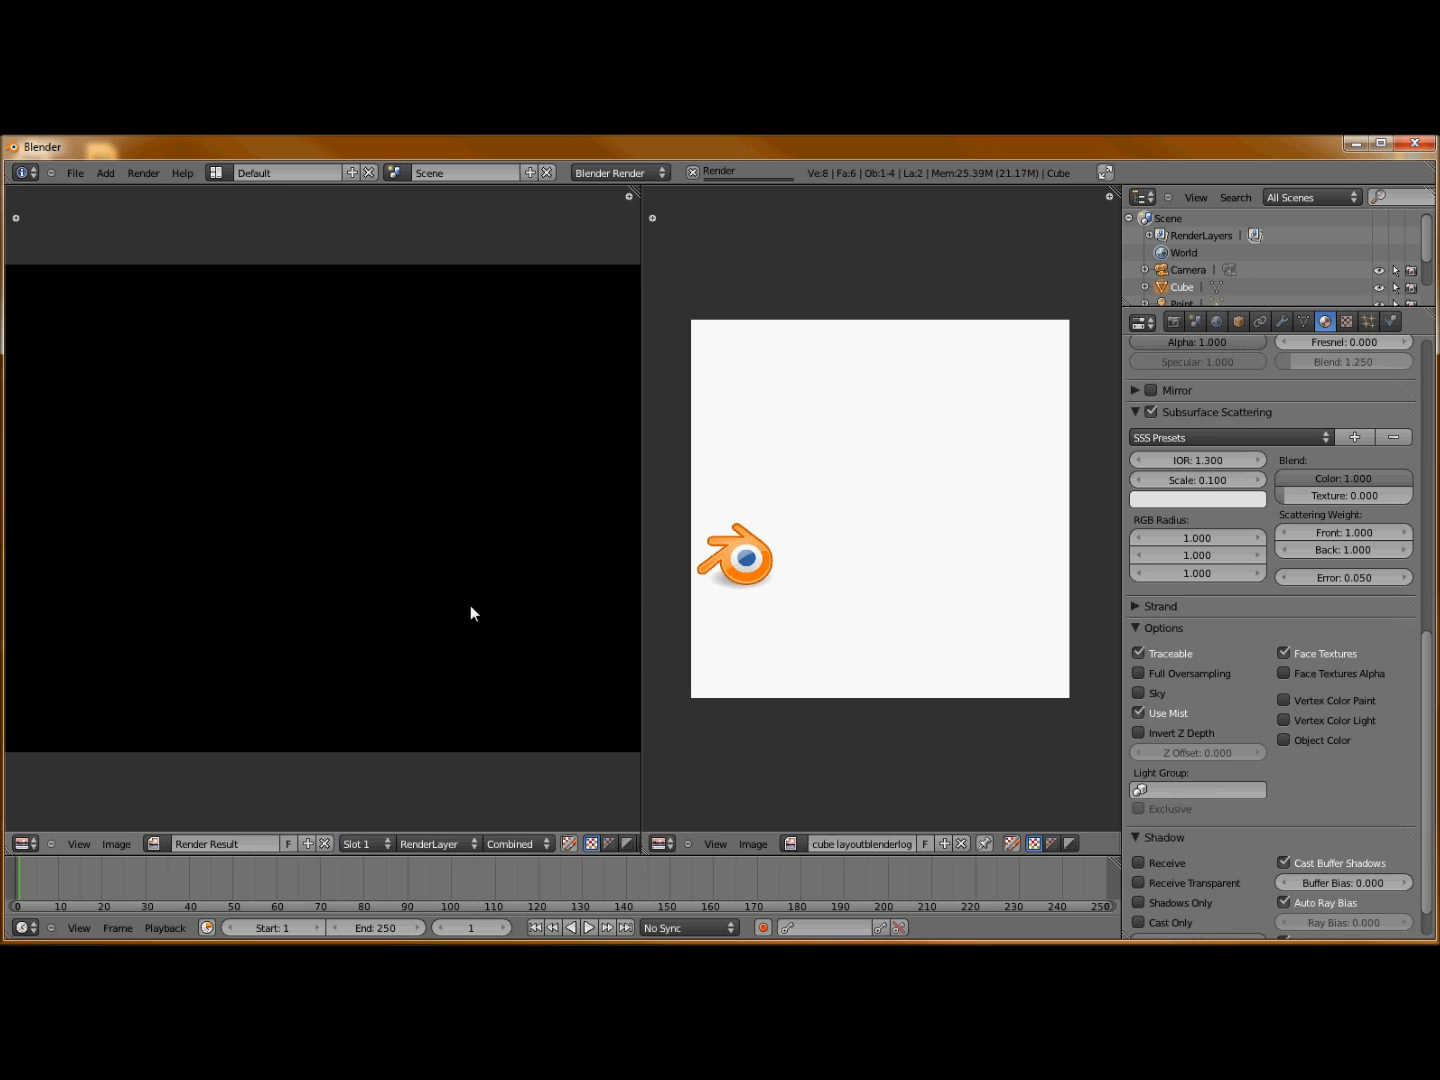 Blender
File Add Render Help Default Scene Blender Render Render Ve:8 | Fa:6 | Ob:1-4 | La:2 | Mem:25.39M (21.17M) | Cube
View Search All Scenes
Scene
RenderLayers |
World
Camera |
Cube |
Point
Alpha: 1.000 Fresnel: 0.000
Specular: 1.000 Blend: 1.250
Mirror
Subsurface Scattering
SSS Presets
IOR: 1.300 Blend:
Scale: 0.100 Color: 1.000
Texture: 0.000
RGB Radius: Scattering Weight:
1.000 Front: 1.000
1.000 Back: 1.000
1.000 Error: 0.050
Strand
Options
Traceable Face Textures
Full Oversampling Face Textures Alpha
Sky Vertex Color Paint
Use Mist Vertex Color Light
Invert Z Depth Object Color
Z Offset: 0.000
Light Group:
Exclusive
Shadow
Receive Cast Buffer Shadows
Receive Transparent Buffer Bias: 0.000
Shadows Only Auto Ray Bias
Cast Only Ray Bias: 0.000
View Image Render Result F Slot 1 RenderLayer Combined
View Image cube layoutblenderlog F
0 10 20 30 40 50 60 70 80 90 100 110 120 130 140 150 160 170 180 190 200 210 220 230 240 250
View Frame Playback Start: 1 End: 250 1 No Sync